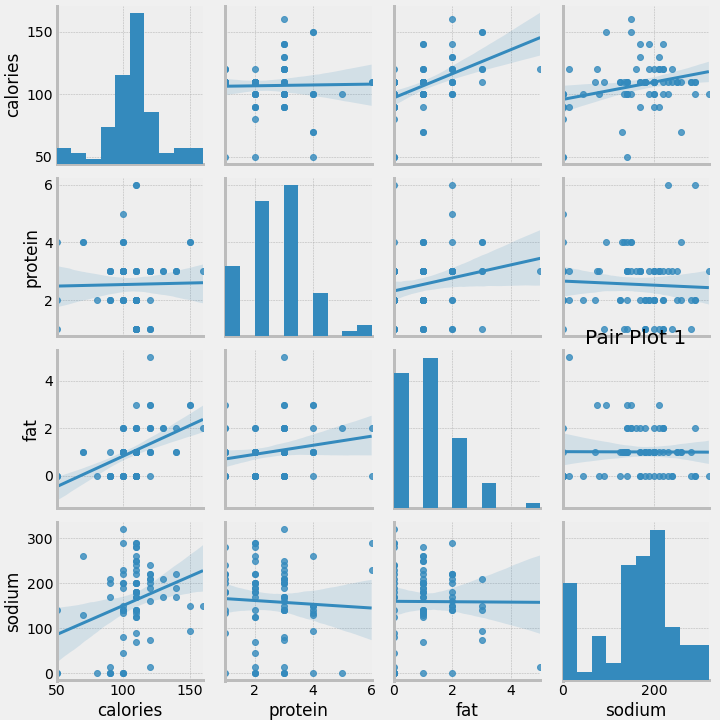 calories
150
100
50
protein
6
4
2
Pair Plot 1
fat
4
2
0
sodium
300
200
100
0
50 100 150 2 4 6 0 2 4 0 200
calories protein fat sodium